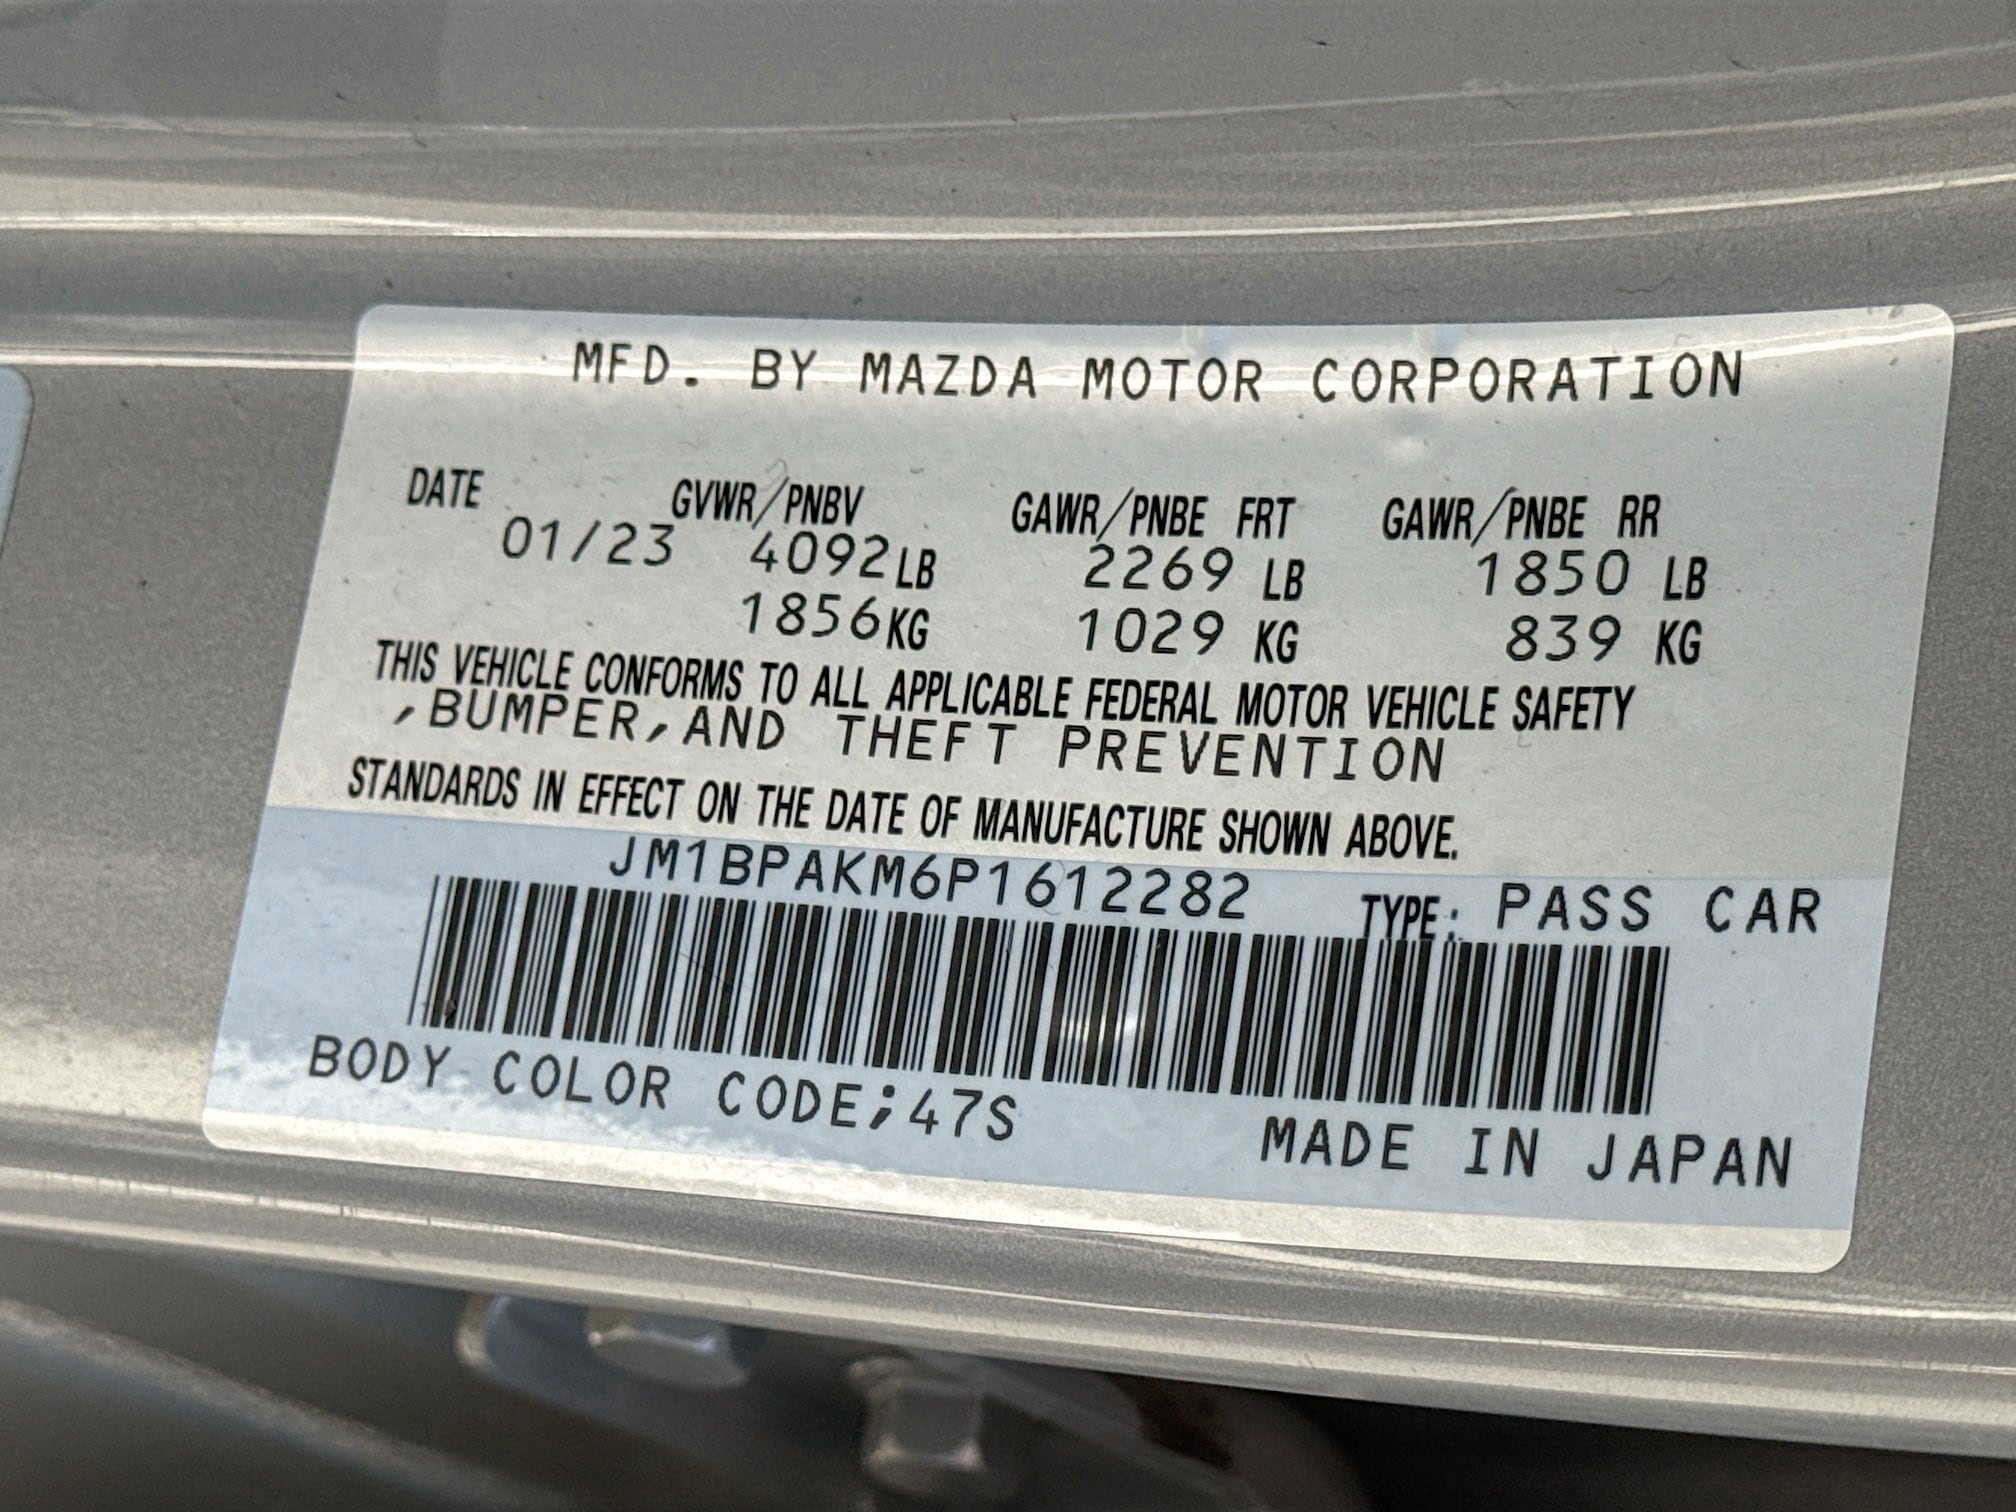 MFD. BY MAZDA MOTOR CORPORATION
DATE GVWR/PNBV GAWR/PNBE FRT GAWR/PNBE RR
01/23 4092LB 2269 LB 1850 LB
1856KG 1029 KG 839 KG
THIS VEHICLE CONFORMS TO ALL APPLICABLE FEDERAL MOTOR VEHICLE SAFETY
,BUMPER,AND THEFT PREVENTION
STANDARDS IN EFFECT ON THE DATE OF MANUFACTURE SHOWN ABOVE.
JM1BPAKM6P1612282 TYPE: PASS CAR
BODY COLOR CODE;47S
MADE IN JAPAN